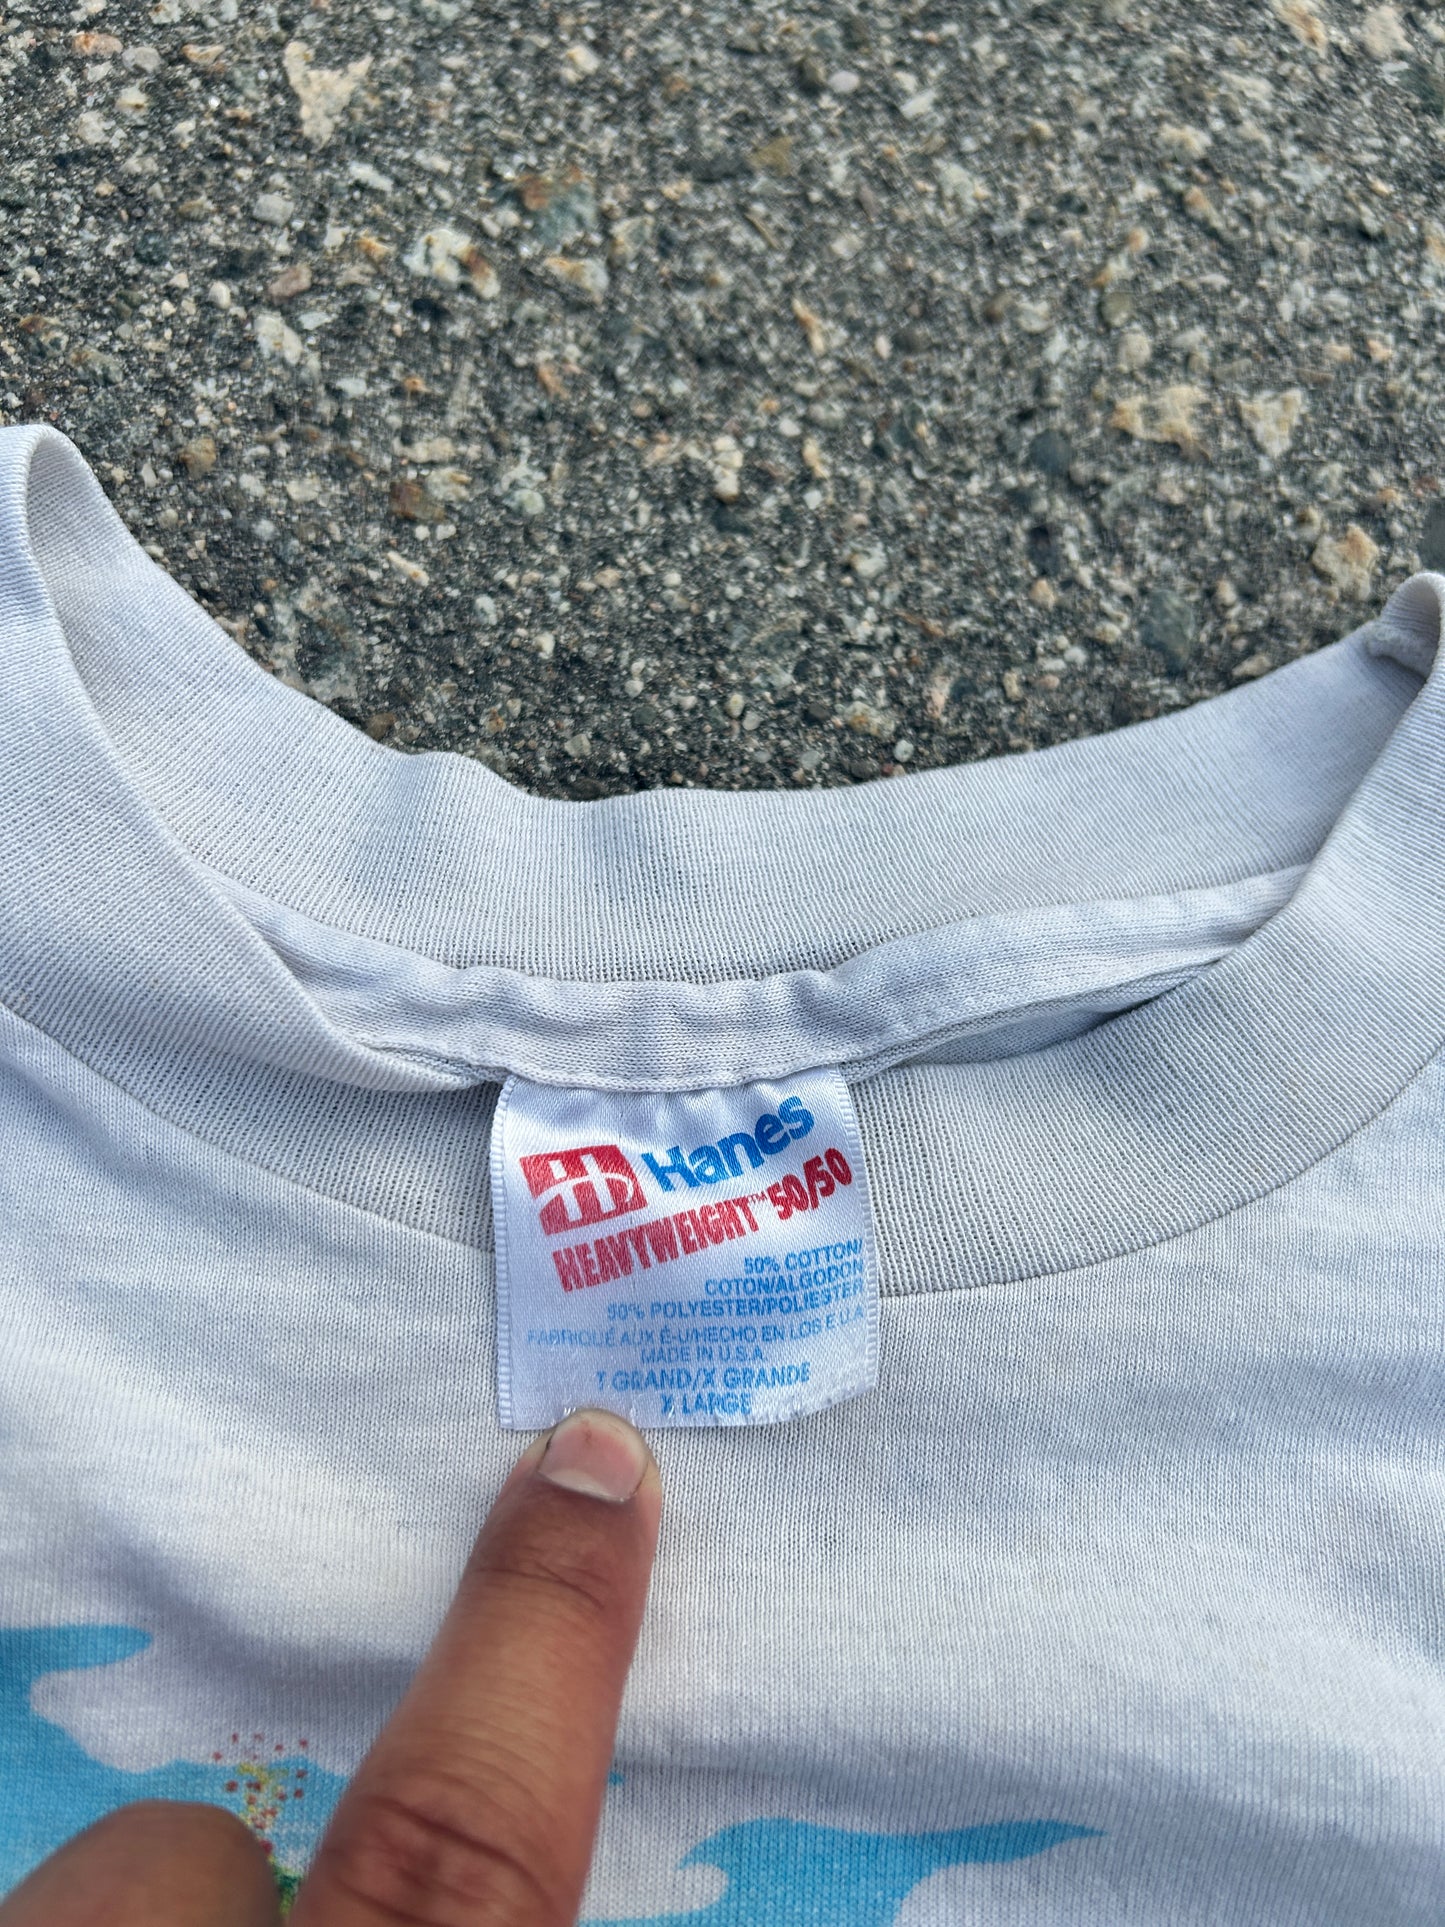 Hanes
HEAVYWEIGHT™ 50/50
50% COTTON/
COTON/ALGODON
50% POLYESTER/POLIESTER
FABRIQUÉ AUX É-U/HECHO EN LOS E.U.A.
MADE IN U.S.A.
T GRAND/X GRANDE
X LARGE